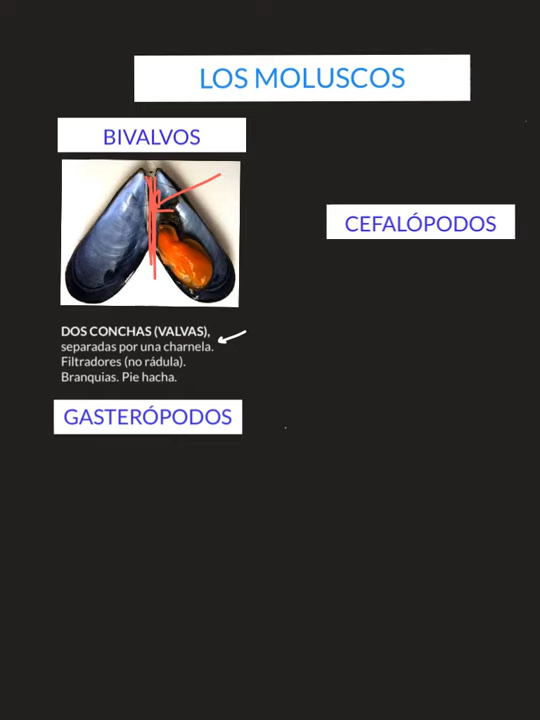 LOS MOLUSCOS
BIVALVOS
CEFALÓPODOS
DOS CONCHAS (VALVAS),
separadas por una charnela.
Filtradores (no rádula).
Branquias. Pie hacha.
GASTERÓPODOS